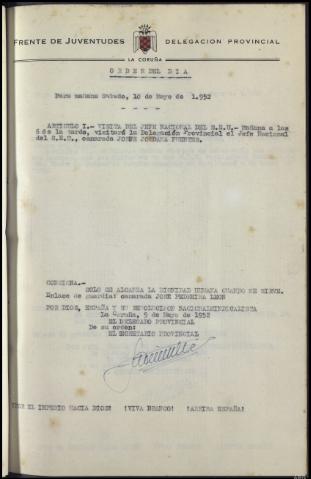 FRENTE DE JUVENTUDES DELEGACION PROVINCIAL
LA CORUÑA
ORDEN DEL DIA
Para mañana Sabado, 10 de Mayo de 1.952
- - - -
ARTICULO I.- VISITA DEL JEFE NACIONAL DEL S.E.U.- Mañana a las
6 de la tarde, visitará la Delegación Provincial el Jefe Nacional
del S.E.U., camarada JORGE JORDANA FUENTES.
CONSIGNA.-
SOLO SE ALCANZA LA DIGNIDAD HUMANA CUANDO SE SIRVE.
Enlace de guardia: camarada JOSE PEDREIRA LEON
POR DIOS, ESPAÑA Y SU REVOLUCION NACIONALSINDICALISTA
La Coruña, 9 de Mayo de 1952
EL DELEGADO PROVINCIAL
De su orden:
EL SECRETARIO PROVINCIAL
EL IMPERIO HACIA DIOS! ¡VIVA FRANCO! ¡ARRIBA ESPAÑA!